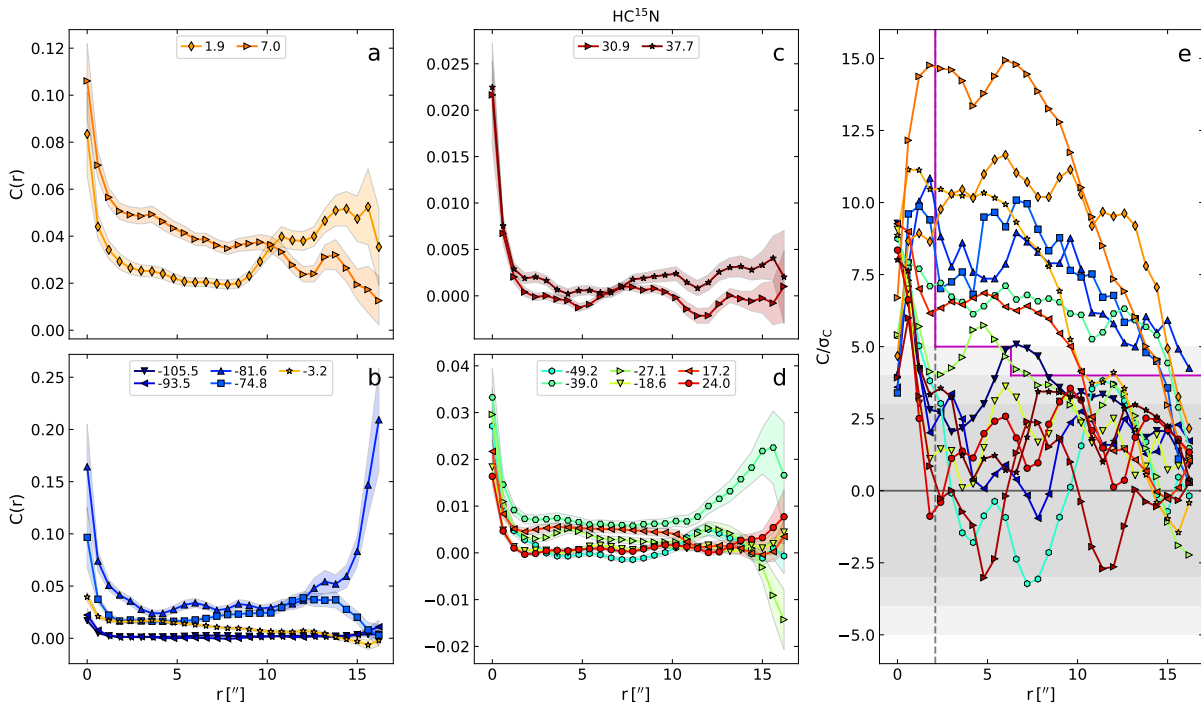 HC¹⁵N
a
1.9 7.0
C(r)
0.12
0.10
0.08
0.06
0.04
0.02
0.00
c
30.9 37.7
0.025
0.020
0.015
0.010
0.005
0.000
e
C/σ_C
15.0
12.5
10.0
7.5
5.0
2.5
0.0
−2.5
−5.0
0 5 10 15
r [″]
b
-105.5 -81.6 -3.2
-93.5 -74.8
C(r)
0.25
0.20
0.15
0.10
0.05
0.00
0 5 10 15
r [″]
d
-49.2 -27.1 17.2
-39.0 -18.6 24.0
0.04
0.03
0.02
0.01
0.00
−0.01
−0.02
0 5 10 15
r [″]